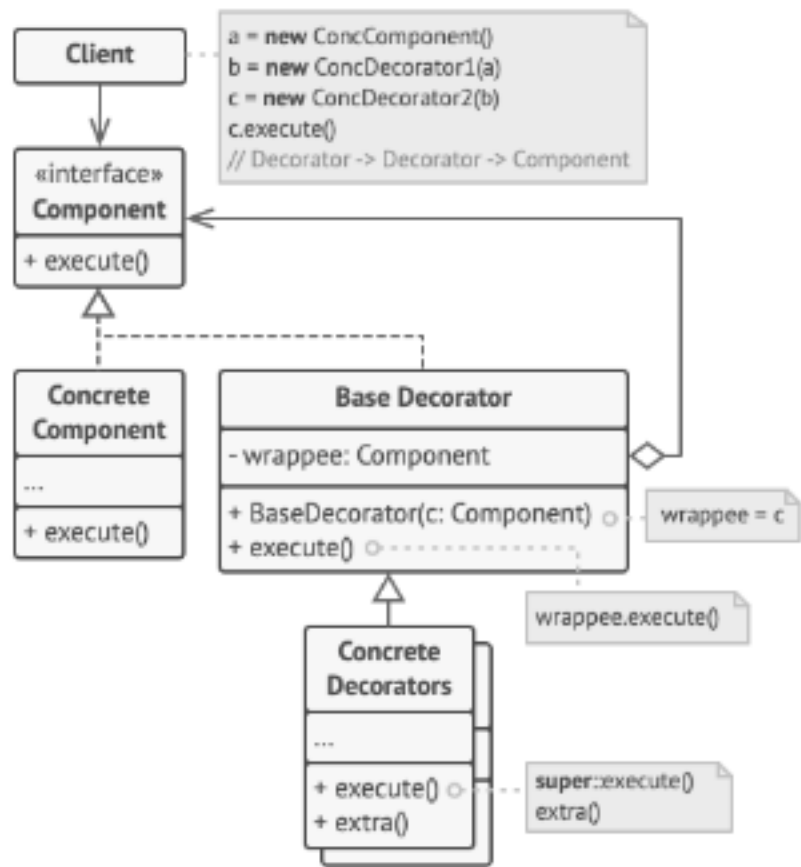 Client
a = new ConcComponent()
b = new ConcDecorator1(a)
c = new ConcDecorator2(b)
c.execute()
// Decorator -> Decorator -> Component
«interface»
Component
+ execute()
Concrete
Component
...
+ execute()
Base Decorator
- wrappee: Component
+ BaseDecorator(c: Component)
+ execute()
wrappee = c
wrappee.execute()
Concrete
Decorators
...
+ execute()
+ extra()
super::execute()
extra()